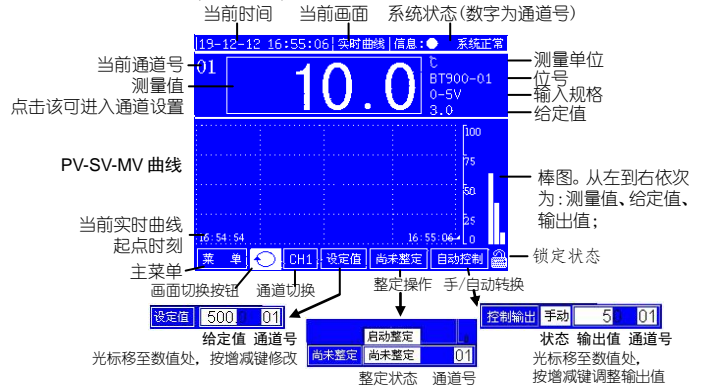 当前时间 当前画面 系统状态(数字为通道号)
19-12-12 16:55:06 实时曲线 信息: 系统正常
当前通道号 01 ℃ 测量单位
测量值 10.0 BT900-01 位号
点击该可进入通道设置 0-5V 输入规格
3.0 给定值
100
PV-SV-MV 曲线 75
棒图。从左到右依次
50 为:测量值、给定值、
当前实时曲线 25 输出值;
起点时刻 16:54:54 16:55:06 0
主菜单 菜 单 CH1 设定值 尚未整定 自动控制 锁定状态
画面切换按钮 通道切换 整定操作 手/自动转换
设定值 500. 01 控制输出 手动 5 01
给定值 通道号 启动整定 状态 输出值 通道号
光标移至数值处,按增减键修改 尚未整定 尚未整定 01 光标移至数值处,
整定状态 通道号 按增减键调整输出值